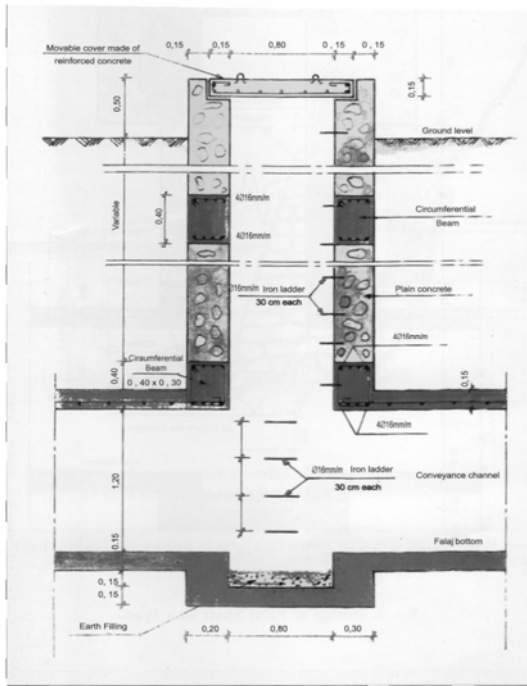 0,15 0,15 0,80 0,15 0,15
Movable cover made of
reinforced concrete
0,15
0,50
Ground level
4Ø16mm/m
Variable
0,40
Circumferential
Beam
4Ø16mm/m
Ø16mm/m Iron ladder
30 cm each
Plain concrete
4Ø16mm/m
Ciraumferential
Beam
0,40x0,30
0,40
0,15
4Ø16mm/m
Ø16mm/m Iron ladder
30 cm each
Conveyance channel
1,20
0.15
Falaj bottom
0,15
0,15
Earth Filling
0,20 0,80 0,30